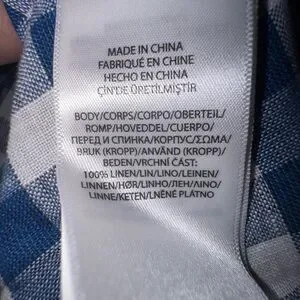 MADE IN CHINA
FABRIQUÉ EN CHINE
HECHO EN CHINA
ÇİN'DE ÜRETİLMİŞTİR
BODY/CORPS/CORPO/OBERTEIL/
ROMP/HOVEDDEL/CUERPO/
ПЕРЕД И СПИНКА/КОРПУС/ΣΩΜΑ/
BRUK (KROPP)/ANVÄND (KROPP)/
BEDEN/VRCHNÍ ČÁST:
100% LINEN/LIN/LINO/LEINEN/
LINNEN/HØR/LINHO/ЛЕН/ΛΙΝΟ/
LINNE/KETEN/LNĚNÉ PLÁTNO